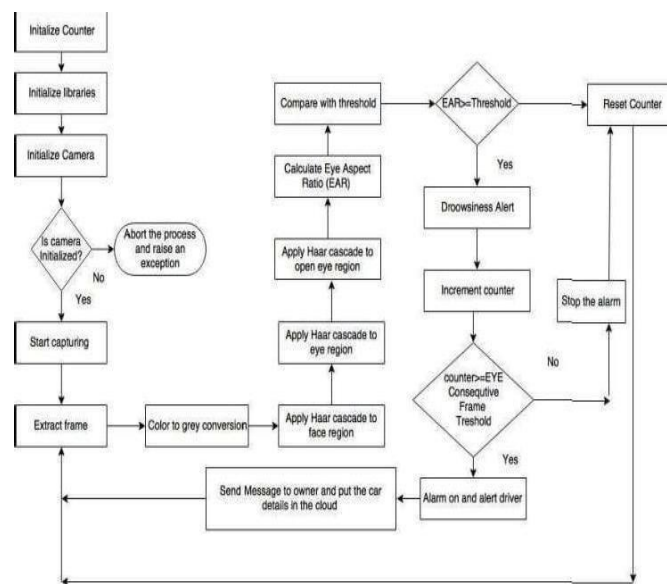 Initalize Counter
Initialize libraries
Initialize Camera
Is camera
Initialized?
No
Yes
Abort the process
and raise an
exception
Start capturing
Extract frame
Color to grey conversion
Apply Haar cascade to
face region
Apply Haar cascade to
eye region
Apply Haar cascade to
open eye region
Calculate Eye Aspect
Ratio (EAR)
Compare with threshold
EAR>=Threshold
Yes
Reset Counter
Droowsiness Alert
Increment counter
counter>=EYE
Consequtive
Frame
Treshold
No
Stop the alarm
Yes
Alarm on and alert driver
Send Message to owner and put the car
details in the cloud